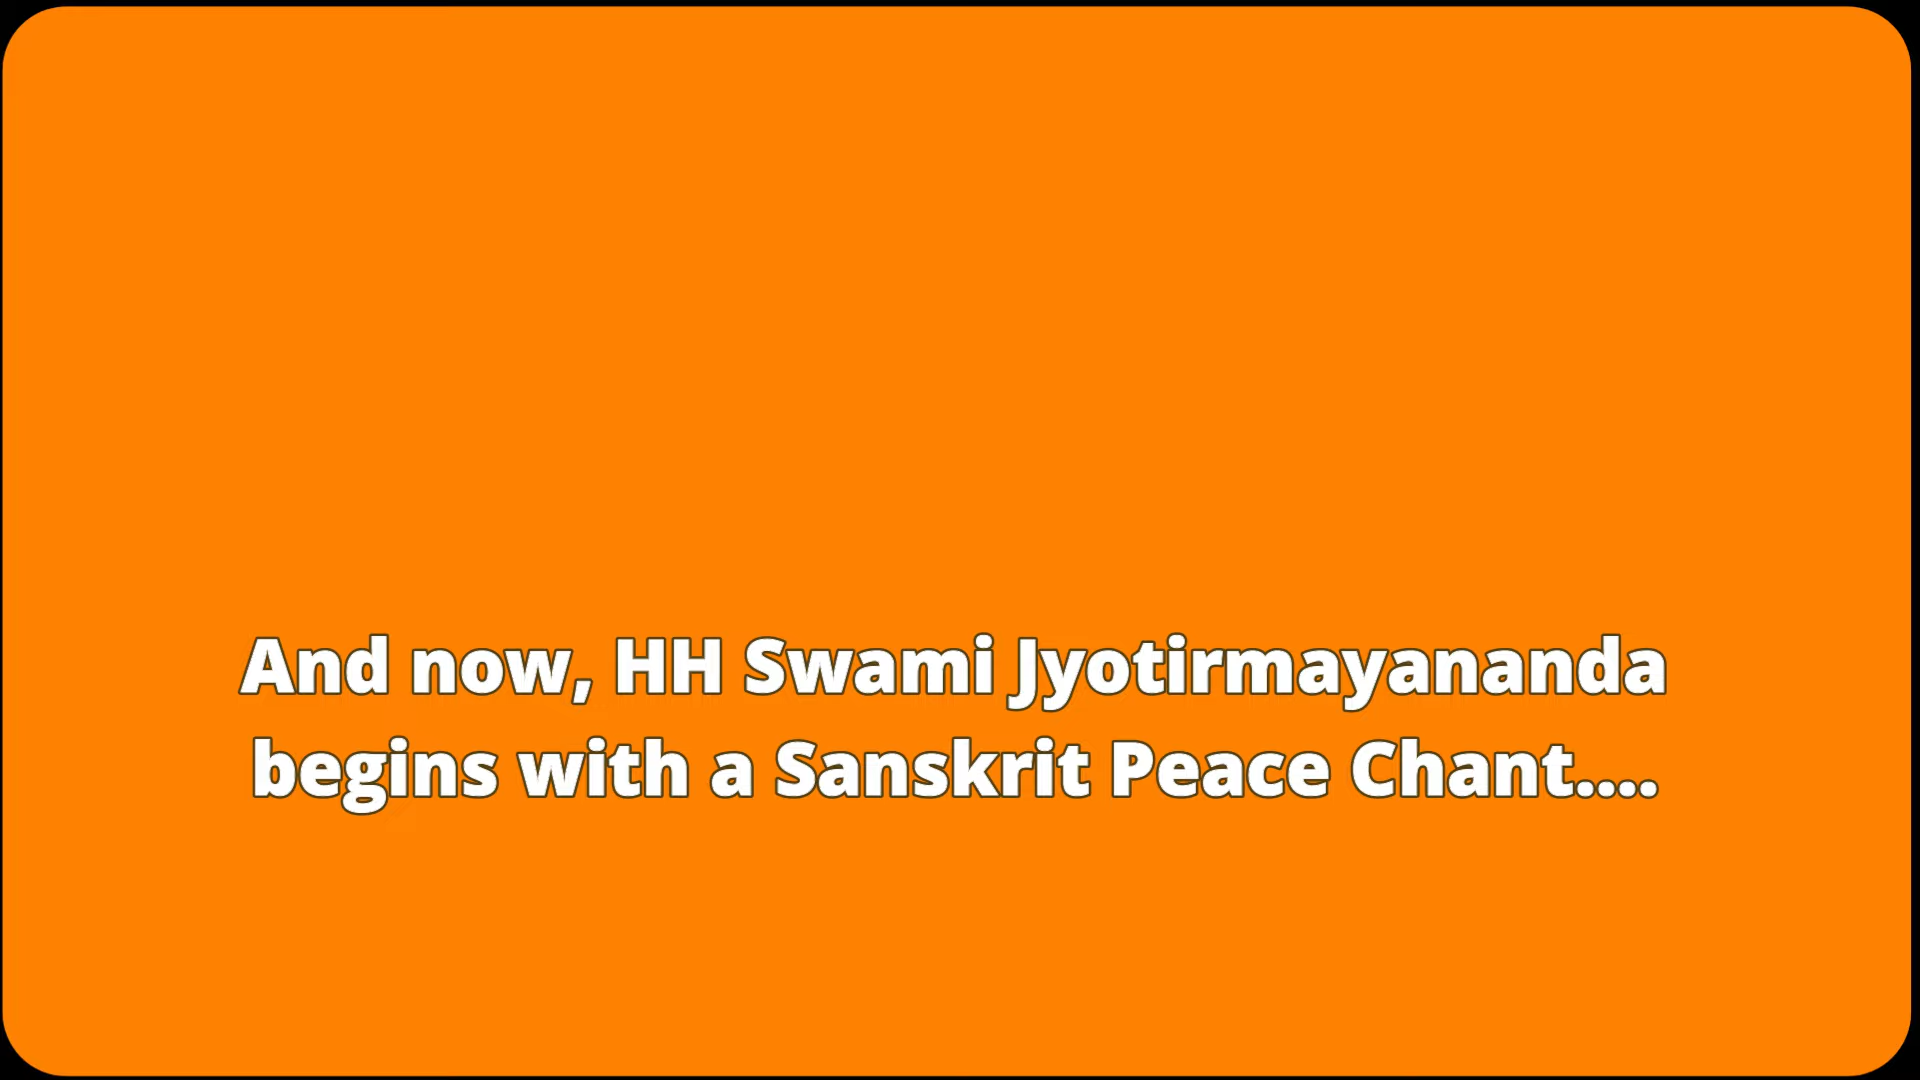 And now, HH Swami Jyotirmayananda
begins with a Sanskrit Peace Chant....